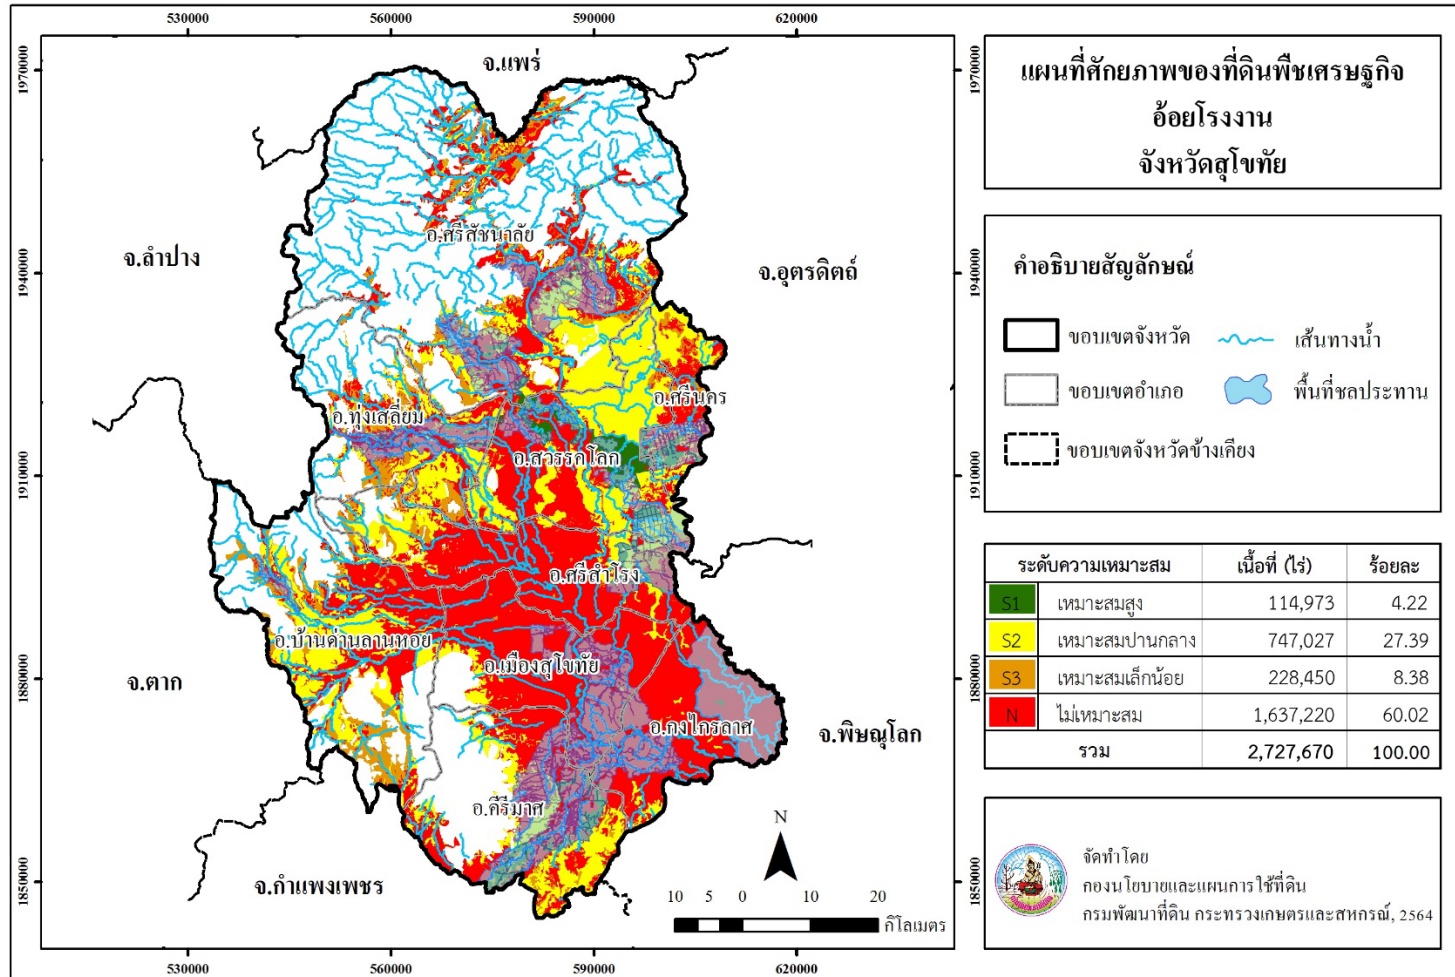 530000
560000
590000
620000
1970000
1940000
1910000
1880000
1850000
จ.แพร่
จ.ลำปาง
จ.อุตรดิตถ์
อ.ศรีสัชนาลัย
อ.ศรีนคร
อ.ทุ่งเสลี่ยม
อ.สวรรคโลก
อ.ศรีสำโรง
อ.บ้านด่านลานหอย
อ.เมืองสุโขทัย
จ.ตาก
อ.กงไกรลาศ
จ.พิษณุโลก
อ.คีรีมาศ
จ.กำแพงเพชร
N
10 5 0 10 20
กิโลเมตร
530000
560000
590000
620000
1970000
1940000
1910000
1880000
1850000
แผนที่ศักยภาพของที่ดินพืชเศรษฐกิจ
อ้อยโรงงาน
จังหวัดสุโขทัย
คำอธิบายสัญลักษณ์
ขอบเขตจังหวัด
เส้นทางน้ำ
ขอบเขตอำเภอ
พื้นที่ชลประทาน
ขอบเขตจังหวัดข้างเคียง
ระดับความเหมาะสม เนื้อที่ (ไร่) ร้อยละ
S1 เหมาะสมสูง 114,973 4.22
S2 เหมาะสมปานกลาง 747,027 27.39
S3 เหมาะสมเล็กน้อย 228,450 8.38
N ไม่เหมาะสม 1,637,220 60.02
รวม 2,727,670 100.00
จัดทำโดย
กองนโยบายและแผนการใช้ที่ดิน
กรมพัฒนาที่ดิน กระทรวงเกษตรและสหกรณ์, 2564